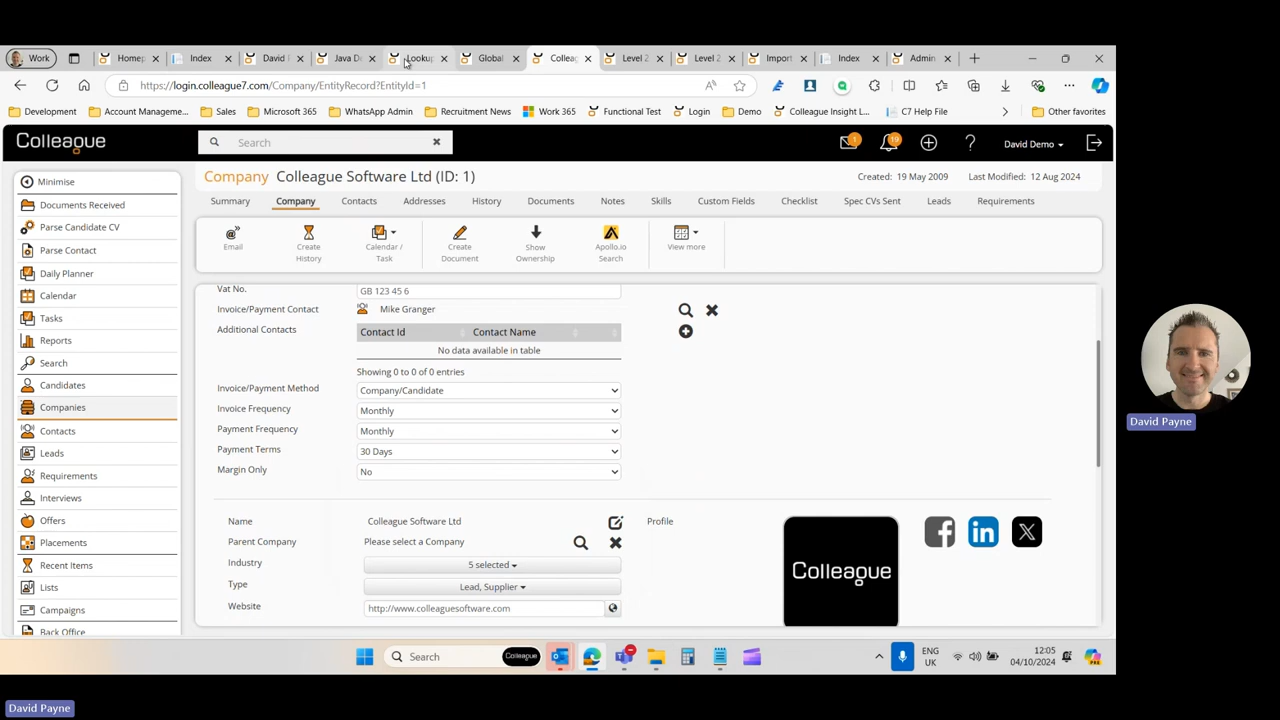 Work
Homep
Index
David F
Java De
Lookup
Global
Colleag
Level 2
Level 2
Import
Index
Admin
https://login.colleague7.com/Company/EntityRecord?EntityId=1
Development
Account Manageme...
Sales
Microsoft 365
WhatsApp Admin
Recruitment News
Work 365
Functional Test
Login
Demo
Colleague Insight L...
C7 Help File
Other favorites
Colleague
Search
1
19
David Demo
Minimise
Documents Received
Parse Candidate CV
Parse Contact
Daily Planner
Calendar
Tasks
Reports
Search
Candidates
Companies
Contacts
Leads
Requirements
Interviews
Offers
Placements
Recent Items
Lists
Campaigns
Back Office
Company Colleague Software Ltd (ID: 1)
Created: 19 May 2009 Last Modified: 12 Aug 2024
Summary Company Contacts Addresses History Documents Notes Skills Custom Fields Checklist Spec CVs Sent Leads Requirements
Email
Create History
Calendar / Task
Create Document
Show Ownership
Apollo.io Search
View more
Vat No. GB 123 45 6
Invoice/Payment Contact Mike Granger
Additional Contacts Contact Id Contact Name
No data available in table
Showing 0 to 0 of 0 entries
Invoice/Payment Method Company/Candidate
Invoice Frequency Monthly
Payment Frequency Monthly
Payment Terms 30 Days
Margin Only No
Name Colleague Software Ltd Profile
Parent Company Please select a Company
Industry 5 selected
Type Lead, Supplier
Website http://www.colleaguesoftware.com
Colleague
Search
Colleague
ENG
UK
12:05
04/10/2024
David Payne
David Payne